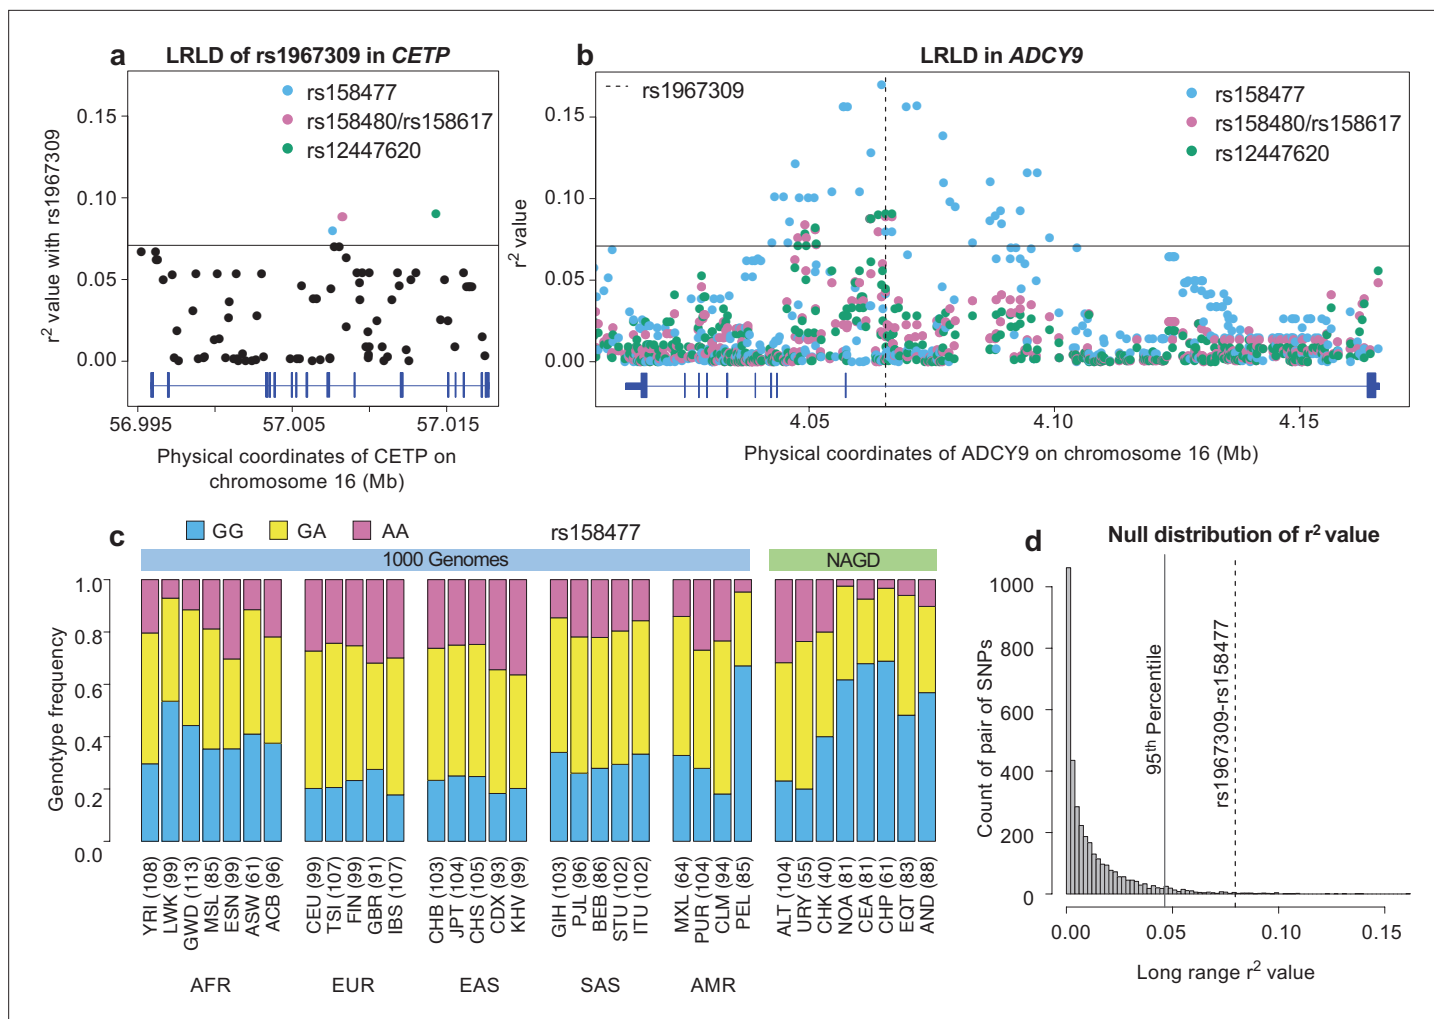 a
LRLD of rs1967309 in CETP
rs158477
rs158480/rs158617
rs12447620
r2 value with rs1967309
0.15
0.10
0.05
0.00
56.995
57.005
57.015
Physical coordinates of CETP on
chromosome 16 (Mb)
b
LRLD in ADCY9
rs1967309
rs158477
rs158480/rs158617
rs12447620
r2 value
0.15
0.10
0.05
0.00
4.05
4.10
4.15
Physical coordinates of ADCY9 on chromosome 16 (Mb)
c
GG
GA
AA
rs158477
1000 Genomes
NAGD
Genotype frequency
1.0
0.8
0.6
0.4
0.2
0.0
YRI (108)
LWK (99)
GWD (113)
MSL (85)
ESN (99)
ASW (61)
ACB (96)
CEU (99)
TSI (107)
FIN (99)
GBR (91)
IBS (107)
CHB (103)
JPT (104)
CHS (105)
CDX (93)
KHV (99)
GIH (103)
PJL (96)
BEB (86)
STU (102)
ITU (102)
MXL (64)
PUR (104)
CLM (94)
PEL (85)
ALT (104)
URY (55)
CHK (40)
NOA (81)
CEA (81)
CHP (61)
EQT (83)
AND (88)
AFR
EUR
EAS
SAS
AMR
d
Null distribution of r2 value
Count of pair of SNPs
1000
800
600
400
200
0
95th Percentile
rs1967309-rs158477
0.00
0.05
0.10
0.15
Long range r2 value